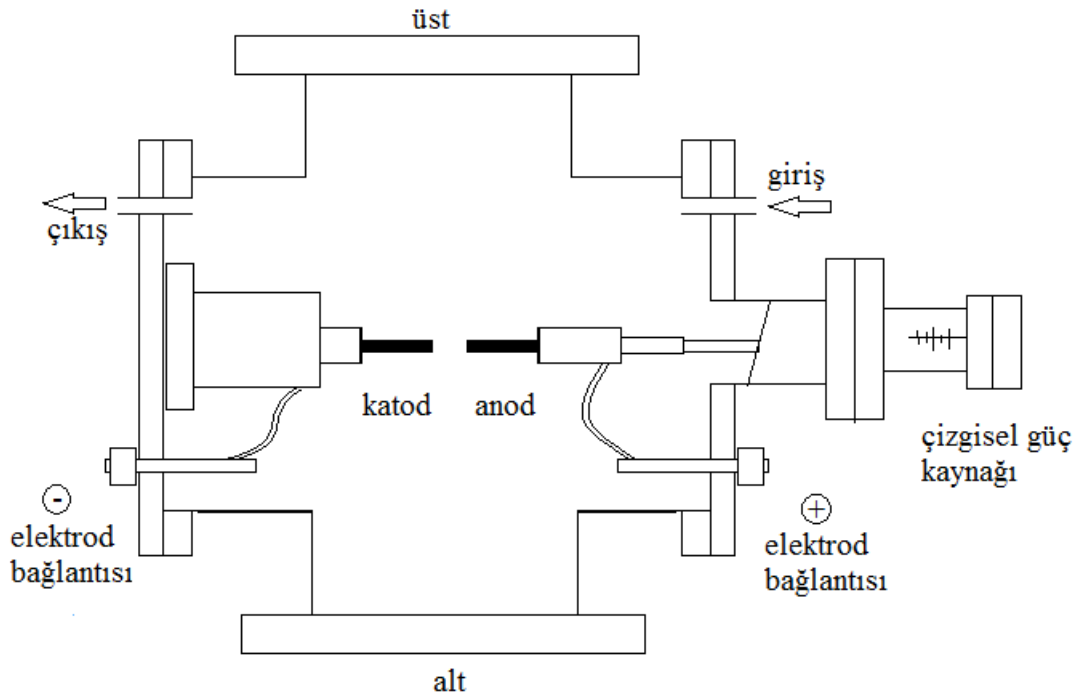 üst
giriş
çıkış
katod
anod
çizgisel güç
kaynağı
-
elektrod
bağlantısı
+
elektrod
bağlantısı
alt